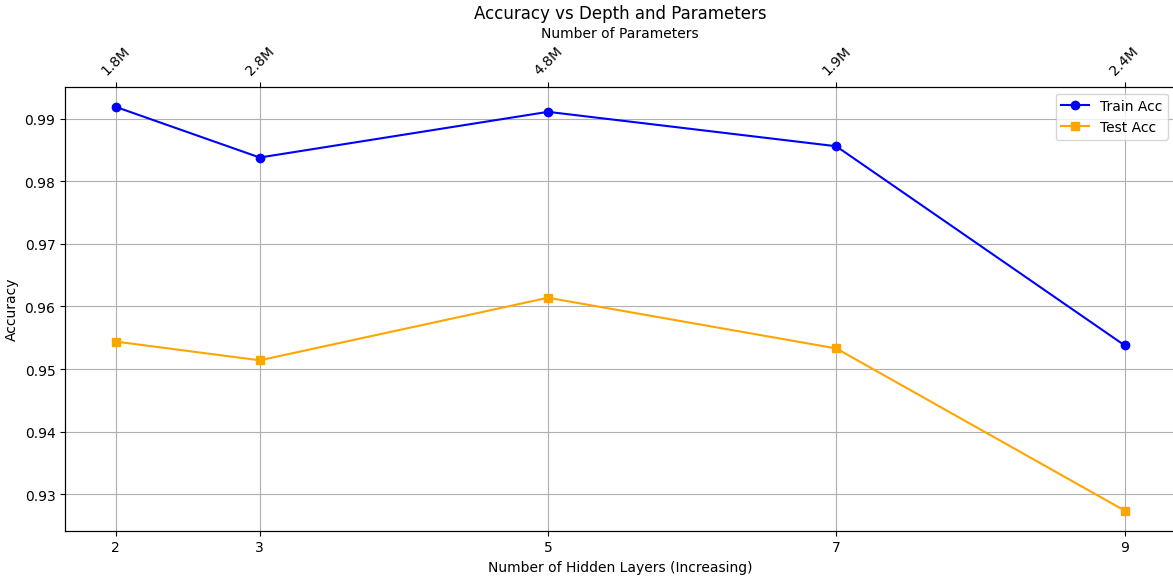 Accuracy vs Depth and Parameters
Number of Parameters
1.8M 2.8M 4.8M 1.9M 2.4M
Train Acc
Test Acc
0.99
0.98
0.97
0.96
0.95
0.94
0.93
Accuracy
2 3 5 7 9
Number of Hidden Layers (Increasing)